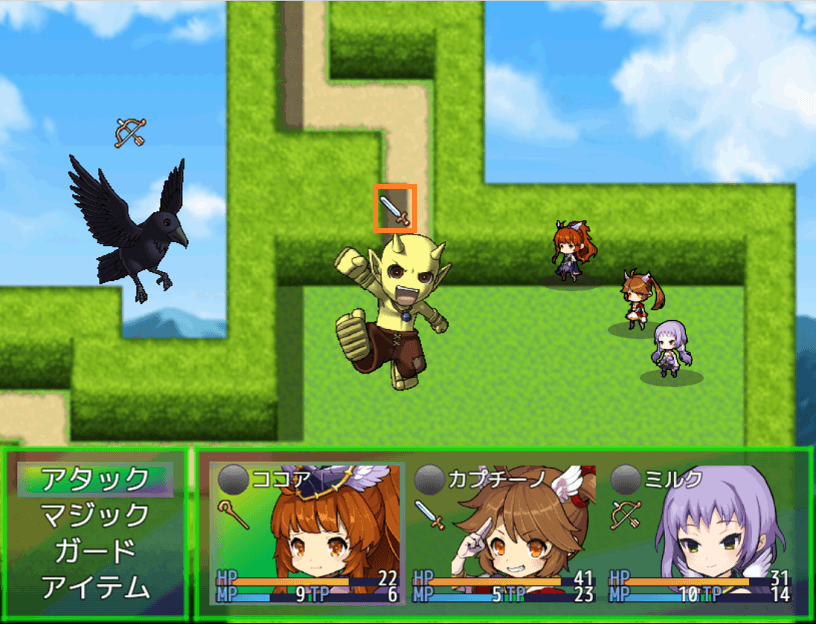 アタック
マジック
ガード
アイテム
ココア
HP 22
MP 9 TP 6
カプチーノ
HP 41
MP 5 TP 23
ミルク
HP 31
MP 10 TP 14